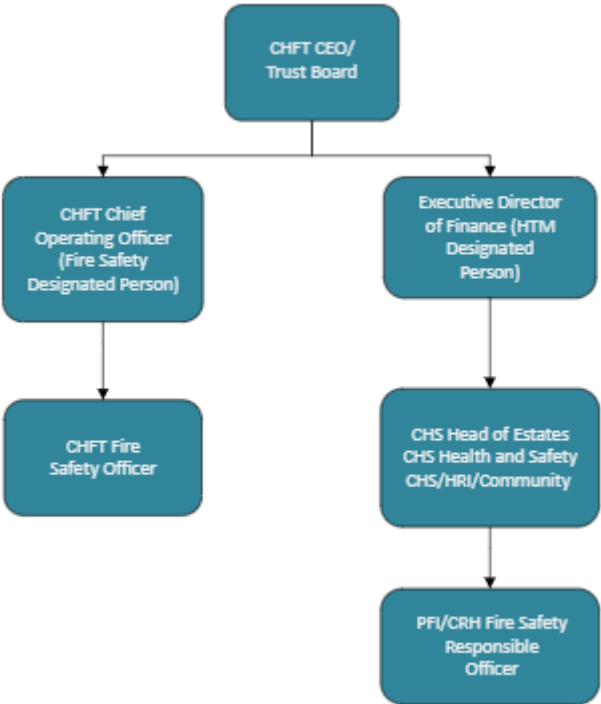 CHFT CEO/
Trust Board
CHFT Chief
Operating Officer
(Fire Safety
Designated Person)
Executive Director
of Finance (HTM
Designated
Person)
CHFT Fire
Safety Officer
CHS Head of Estates
CHS Health and Safety
CHS/HRI/Community
PFI/CRH Fire Safety
Responsible
Officer